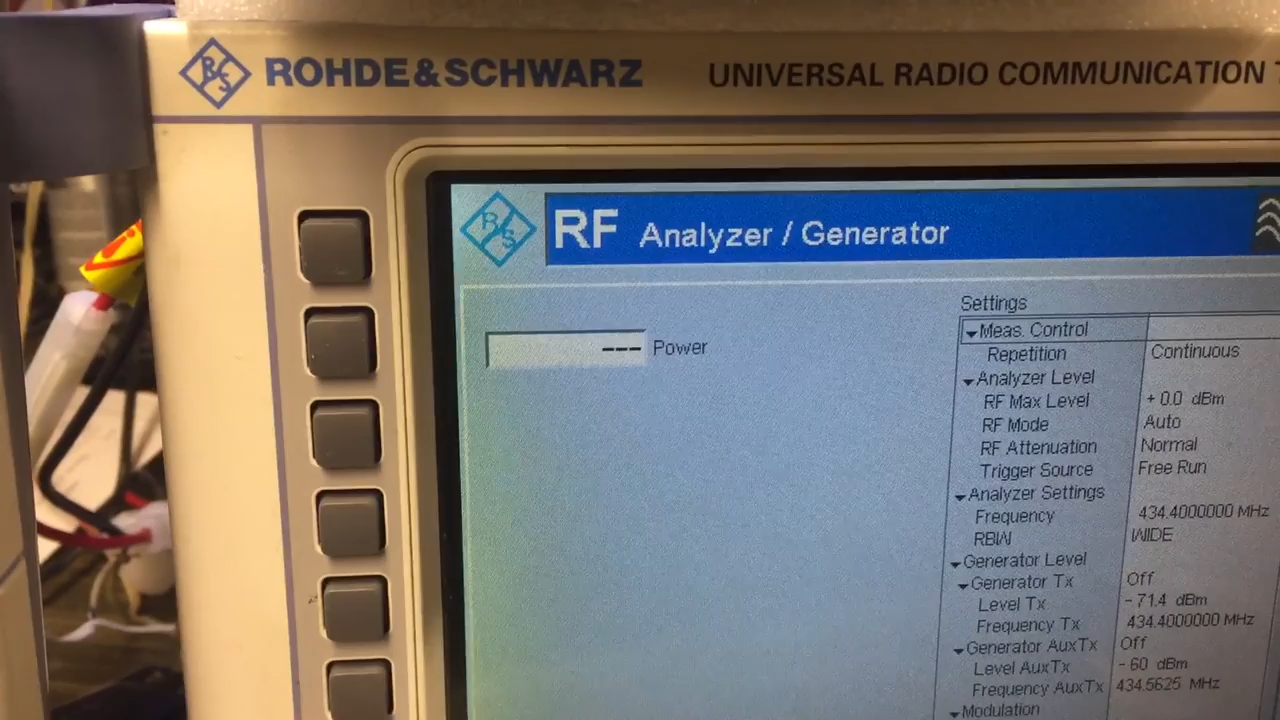 R&S ROHDE&SCHWARZ UNIVERSAL RADIO COMMUNICATION
R/S RF Analyzer / Generator
Settings
--- Power
Meas. Control
Repetition Continuous
Analyzer Level
RF Max Level + 0.0 dBm
RF Mode Auto
RF Attenuation Normal
Trigger Source Free Run
Analyzer Settings
Frequency 434.4000000 MHz
RBW WIDE
Generator Level
Generator Tx Off
Level Tx - 71.4 dBm
Frequency Tx 434.4000000 MHz
Generator AuxTx Off
Level AuxTx - 60 dBm
Frequency AuxTx 434.5625 MHz
Modulation